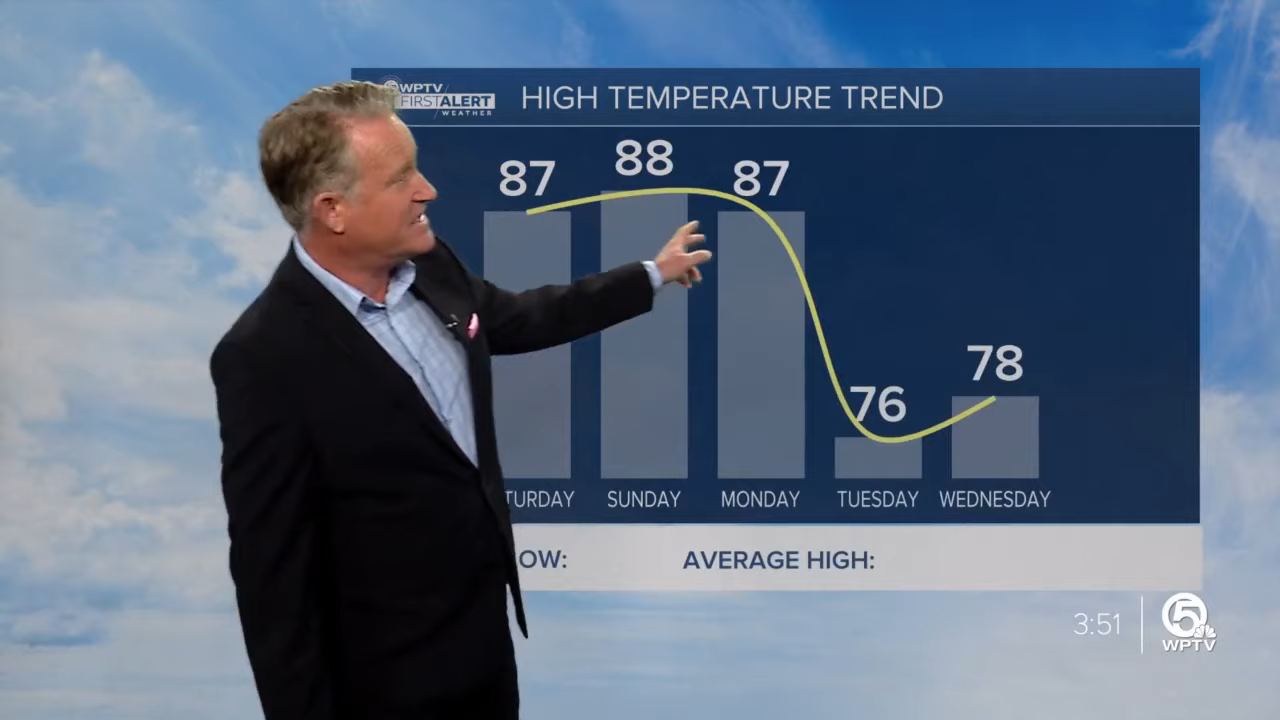 5 WPTV
FIRST ALERT
WEATHER
HIGH TEMPERATURE TREND
87
88
87
76
78
TURDAY
SUNDAY
MONDAY
TUESDAY
WEDNESDAY
OW:
AVERAGE HIGH:
3:51
5
WPTV